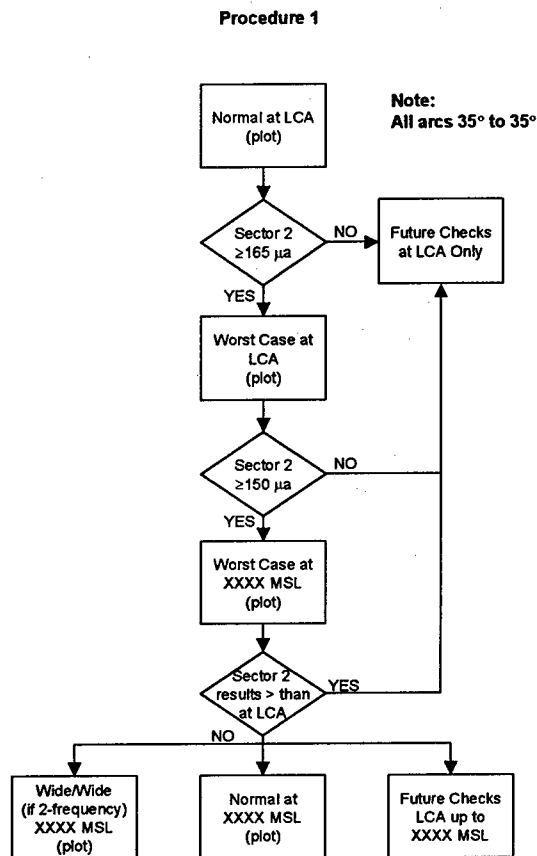 Procedure 1
Normal at LCA
(plot)
Note:
All arcs 35° to 35°
Sector 2
≥165 µa
NO
Future Checks
at LCA Only
YES
Worst Case at
LCA
(plot)
Sector 2
≥150 µa
NO
YES
Worst Case at
XXXX MSL
(plot)
Sector 2
results > than
at LCA
YES
NO
Wide/Wide
(if 2-frequency)
XXXX MSL
(plot)
Normal at
XXXX MSL
(plot)
Future Checks
LCA up to
XXXX MSL